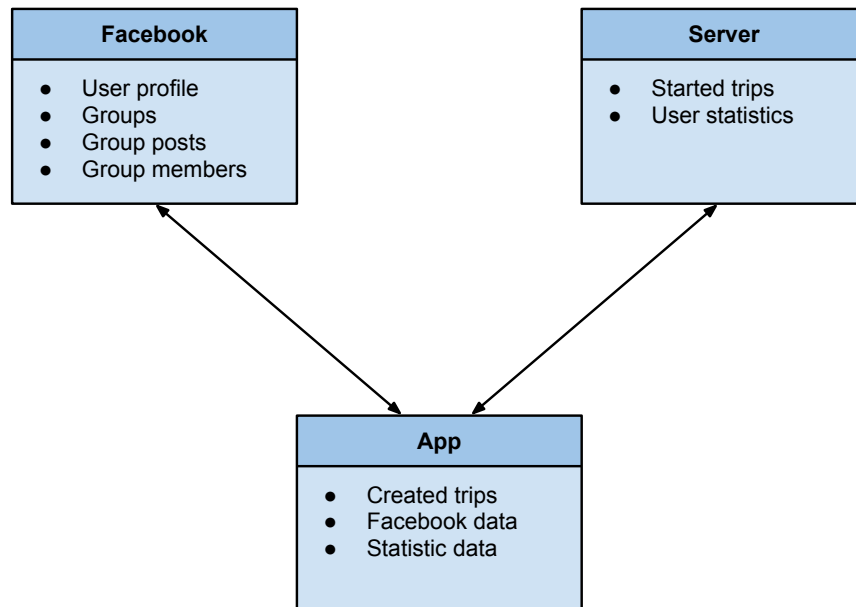 Facebook
● User profile
● Groups
● Group posts
● Group members
Server
● Started trips
● User statistics
App
● Created trips
● Facebook data
● Statistic data